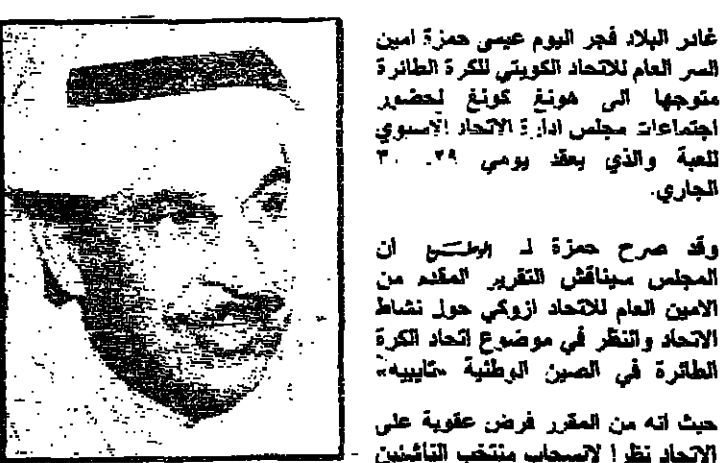 غادر البلاد فجر اليوم عيسى حمزة امين
السر العام للاتحاد الكويتي للكرة الطائرة
متوجها الى هونغ كونغ لحضور
اجتماعات مجلس ادارة الاتحاد الاسيوي
للعبة والذي يعقد يومي ٢٩، ٣٠
الجاري.
وقد صرح حمزة لـ الوطن ان
المجلس سيناقش التقرير المقدم من
الامين العام للاتحاد ازوكي حول نشاط
الاتحاد والنظر في موضوع اتحاد الكرة
الطائرة في الصين الوطنية «تايبيه»
حيث انه من المقرر فرض عقوبة على
الاتحاد نظرا لانسحاب منتخب الناشئين